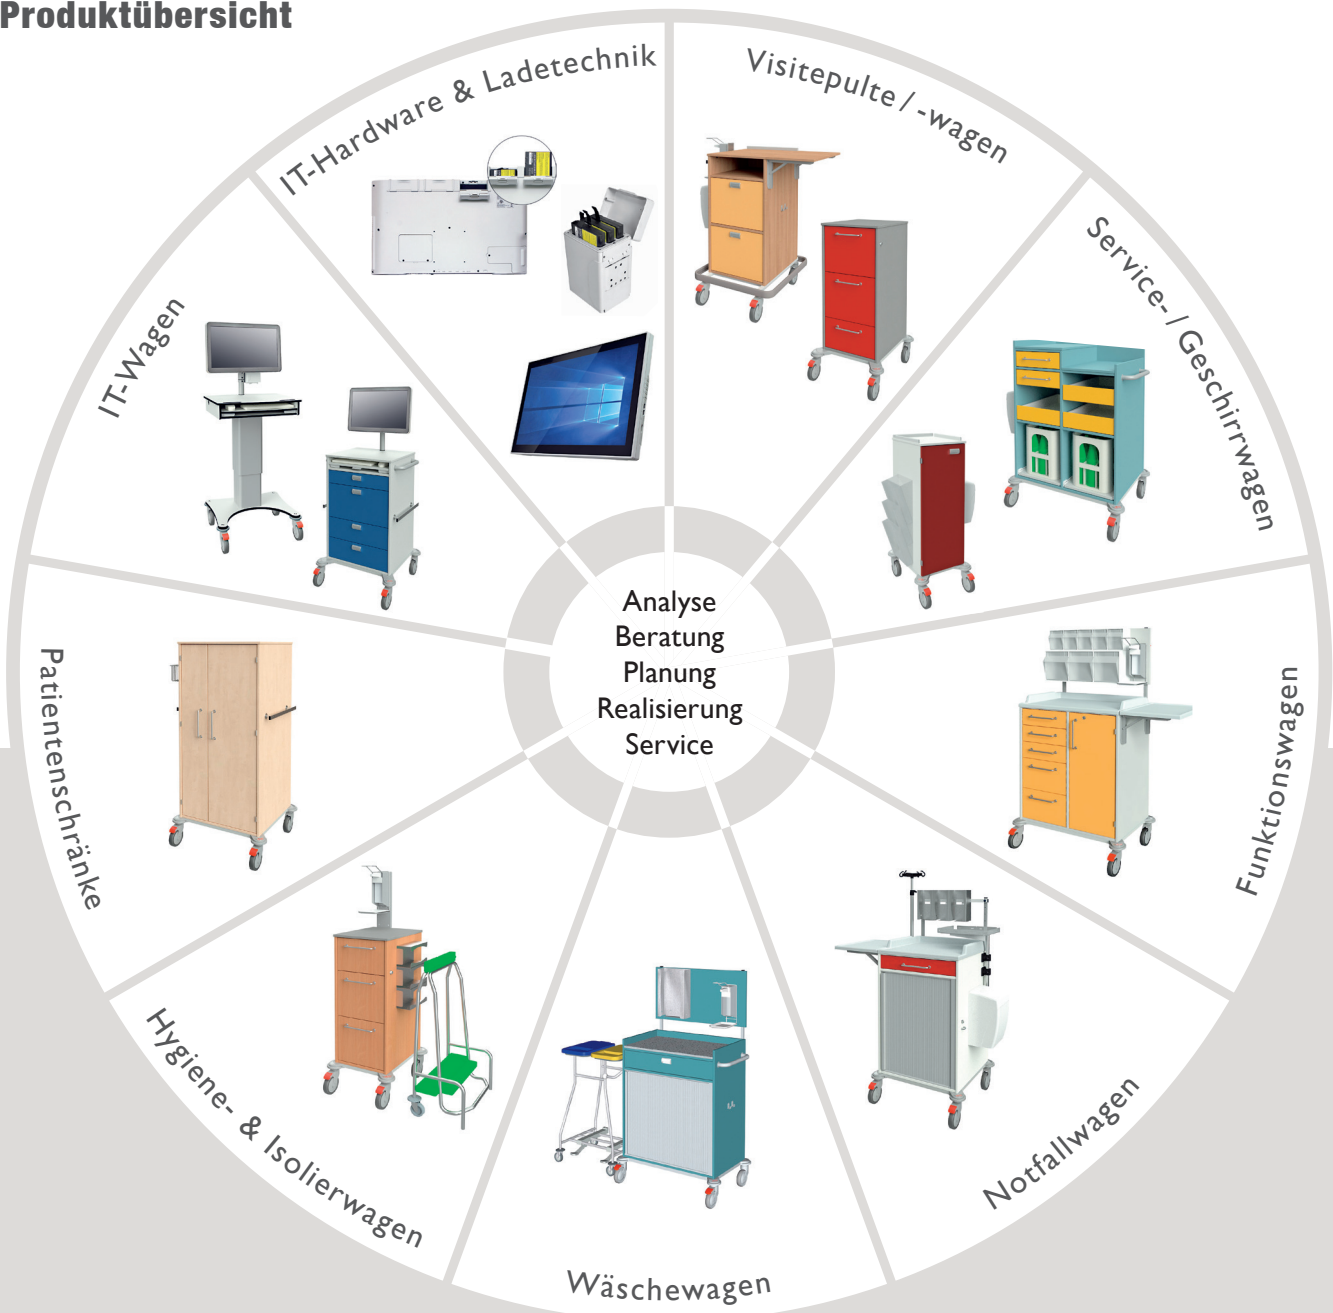 Produktübersicht
IT-Hardware & Ladetechnik
Visitepulte / -wagen
Service- / Geschirrwagen
Funktionswagen
Notfallwagen
Wäschewagen
Hygiene- & Isolierwagen
Patientenschränke
IT-Wagen
Analyse
Beratung
Planung
Realisierung
Service